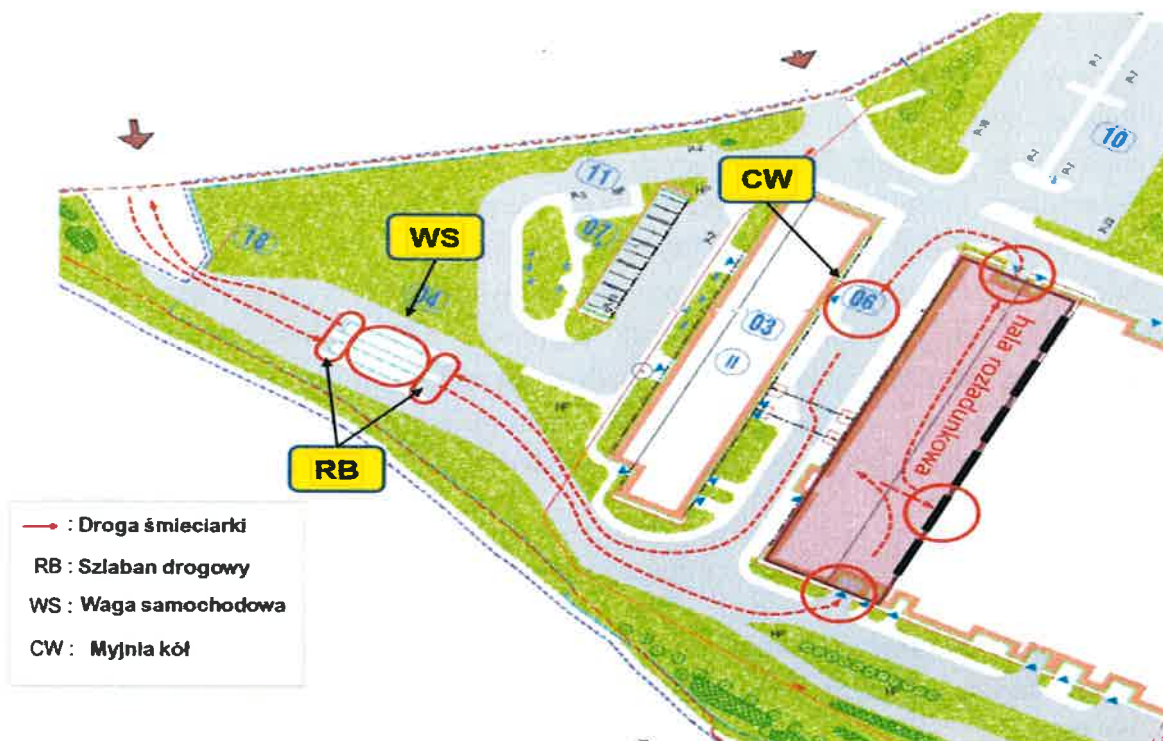 10
11
CW
07
18
WS
04
06
03
II
hala rozładunkowa
RB
: Droga śmieciarki
RB : Szlaban drogowy
WS : Waga samochodowa
CW : Myjnia kół